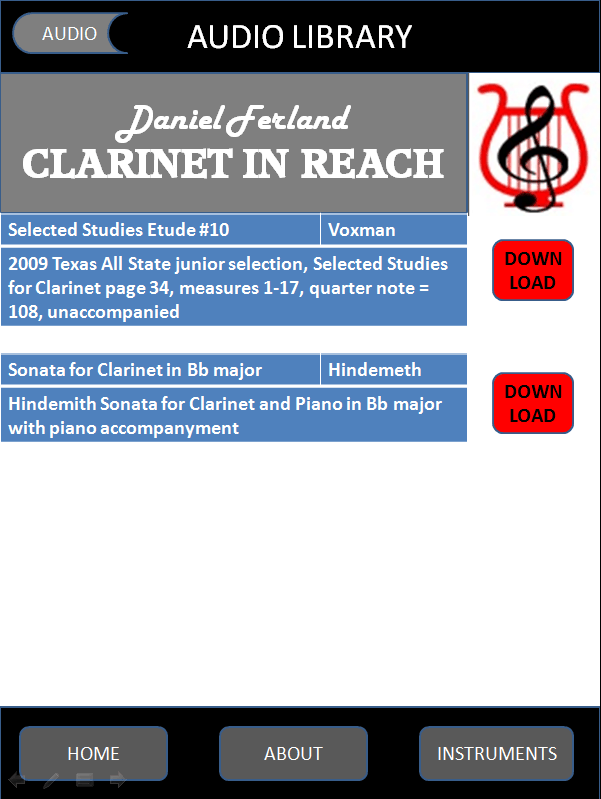 AUDIO
AUDIO LIBRARY
Daniel Ferland
CLARINET IN REACH
Selected Studies Etude #10
Voxman
2009 Texas All State junior selection, Selected Studies
for Clarinet page 34, measures 1-17, quarter note =
108, unaccompanied
DOWN
LOAD
Sonata for Clarinet in Bb major
Hindemeth
Hindemith Sonata for Clarinet and Piano in Bb major
with piano accompanyment
DOWN
LOAD
HOME
ABOUT
INSTRUMENTS